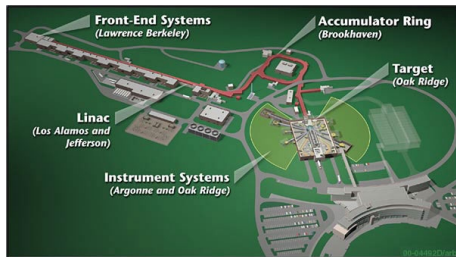 Front-End Systems
(Lawrence Berkeley)
Accumulator Ring
(Brookhaven)
Target
(Oak Ridge)
Linac
(Los Alamos and
Jefferson)
Instrument Systems
(Argonne and Oak Ridge)